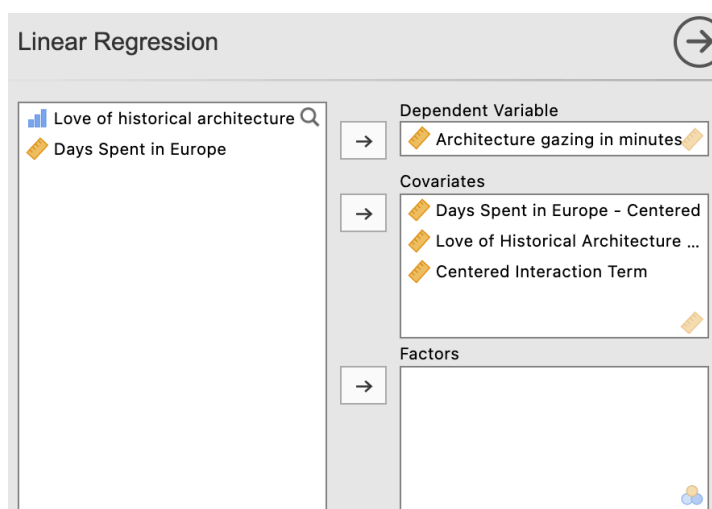 Linear Regression
Love of historical architecture
Days Spent in Europe
Dependent Variable
Architecture gazing in minutes
Covariates
Days Spent in Europe - Centered
Love of Historical Architecture ...
Centered Interaction Term
Factors